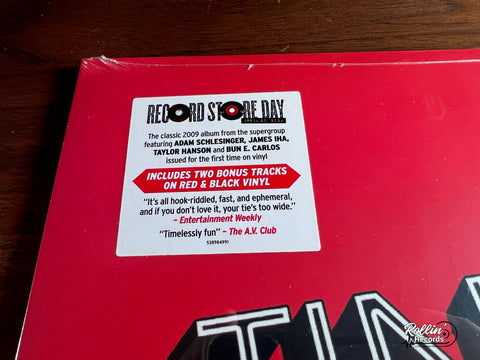 RECORD STORE DAY
The classic 2009 album from the supergroup
featuring ADAM SCHLESINGER, JAMES IHA,
TAYLOR HANSON and BUN E. CARLOS
issued for the first time on vinyl
INCLUDES TWO BONUS TRACKS
ON RED & BLACK VINYL
“It's all hook-riddled, fast, and ephemeral,
and if you don't love it, your tie's too wide.”
– Entertainment Weekly
“Timelessly fun” – The A.V. Club
538984991
TIN
Rollin' Records